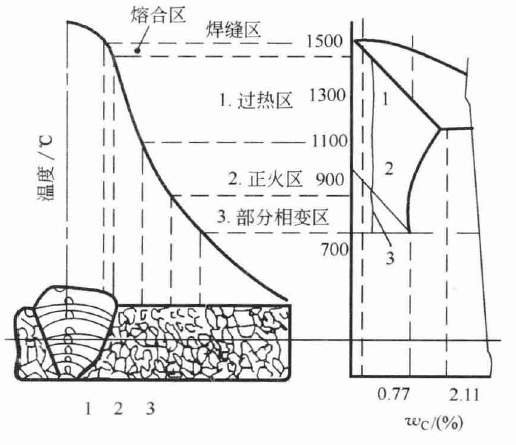 熔合区
焊缝区
1500
1. 过热区
1300
1
1100
2. 正火区
900
2
3. 部分相变区
700
3
温度/℃
1 2 3
0.77 2.11
wC/(%)